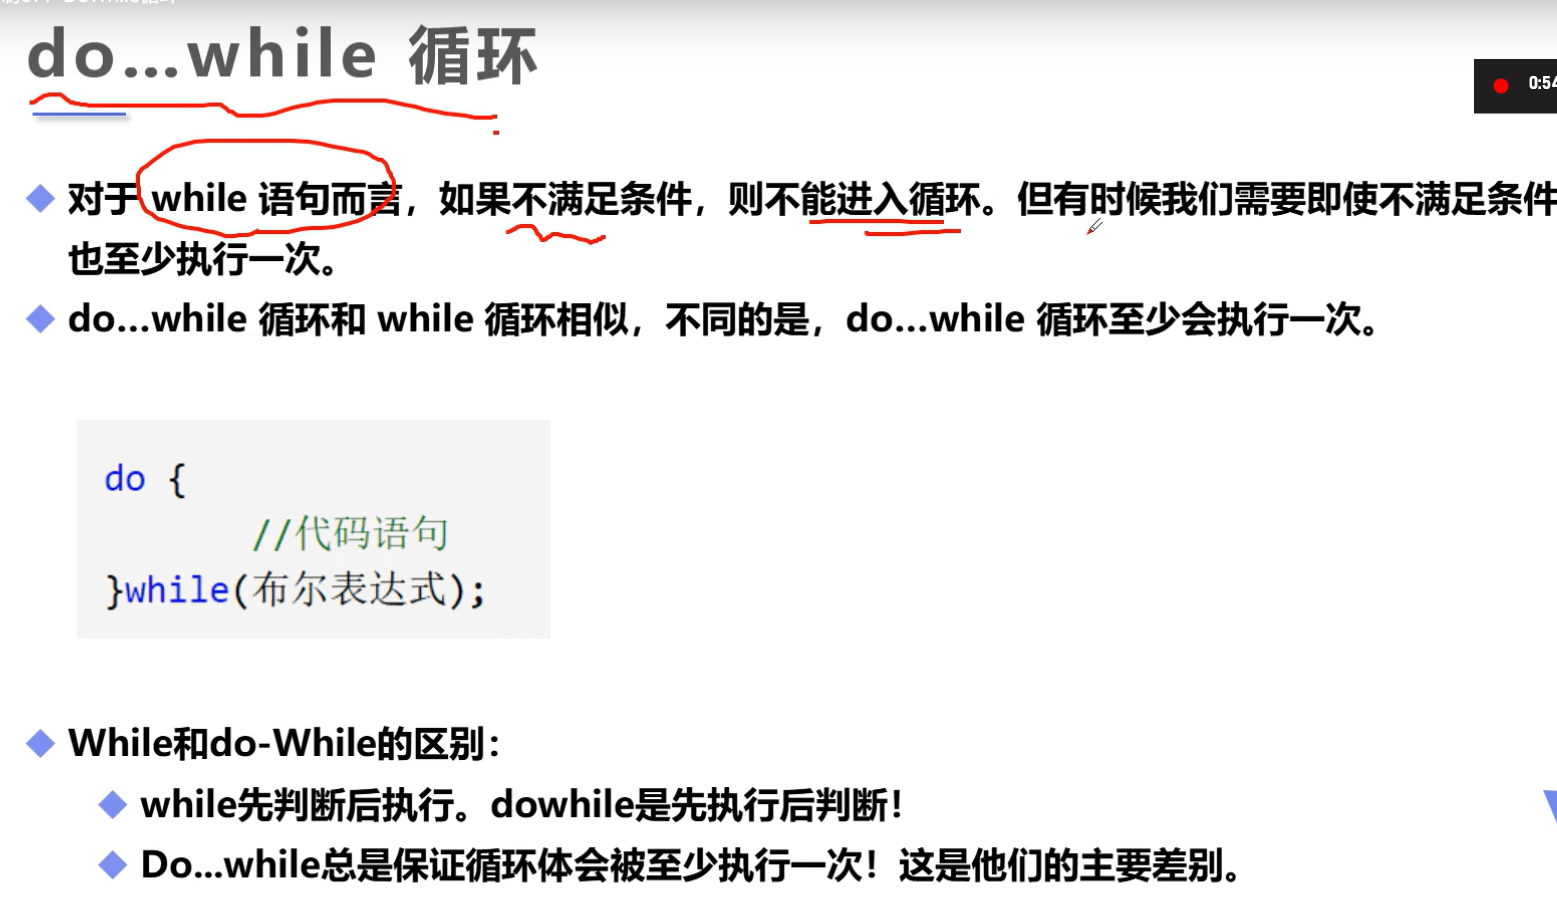 do...while 循环
0:54
对于 while 语句而言，如果不满足条件，则不能进入循环。但有时候我们需要即使不满足条件
也至少执行一次。
do...while 循环和 while 循环相似，不同的是，do...while 循环至少会执行一次。
do {
//代码语句
}while(布尔表达式);
While和do-While的区别：
while先判断后执行。dowhile是先执行后判断！
Do...while总是保证循环体会被至少执行一次！这是他们的主要差别。